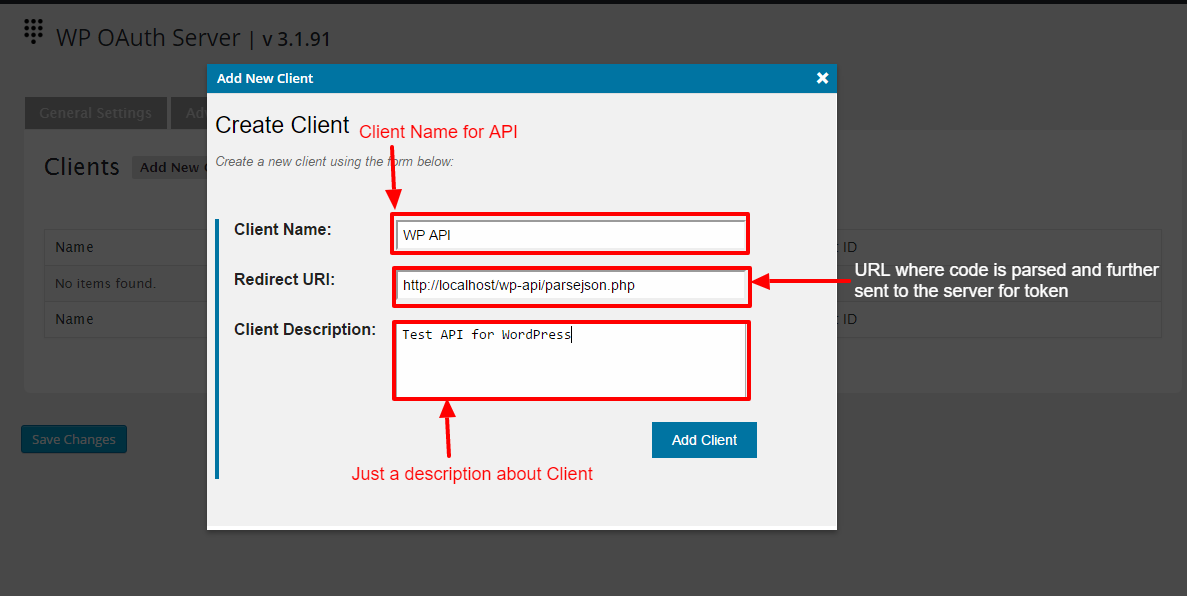 WP OAuth Server | v 3.1.91
Add New Client
General Settings
Create Client
Client Name for API
Create a new client using the form below:
Clients
Add New
Client Name:
WP API
Name
ID
Redirect URI:
http://localhost/wp-api/parsejson.php
URL where code is parsed and further
sent to the server for token
No items found.
Name
ID
Client Description:
Test API for WordPress
Save Changes
Add Client
Just a description about Client